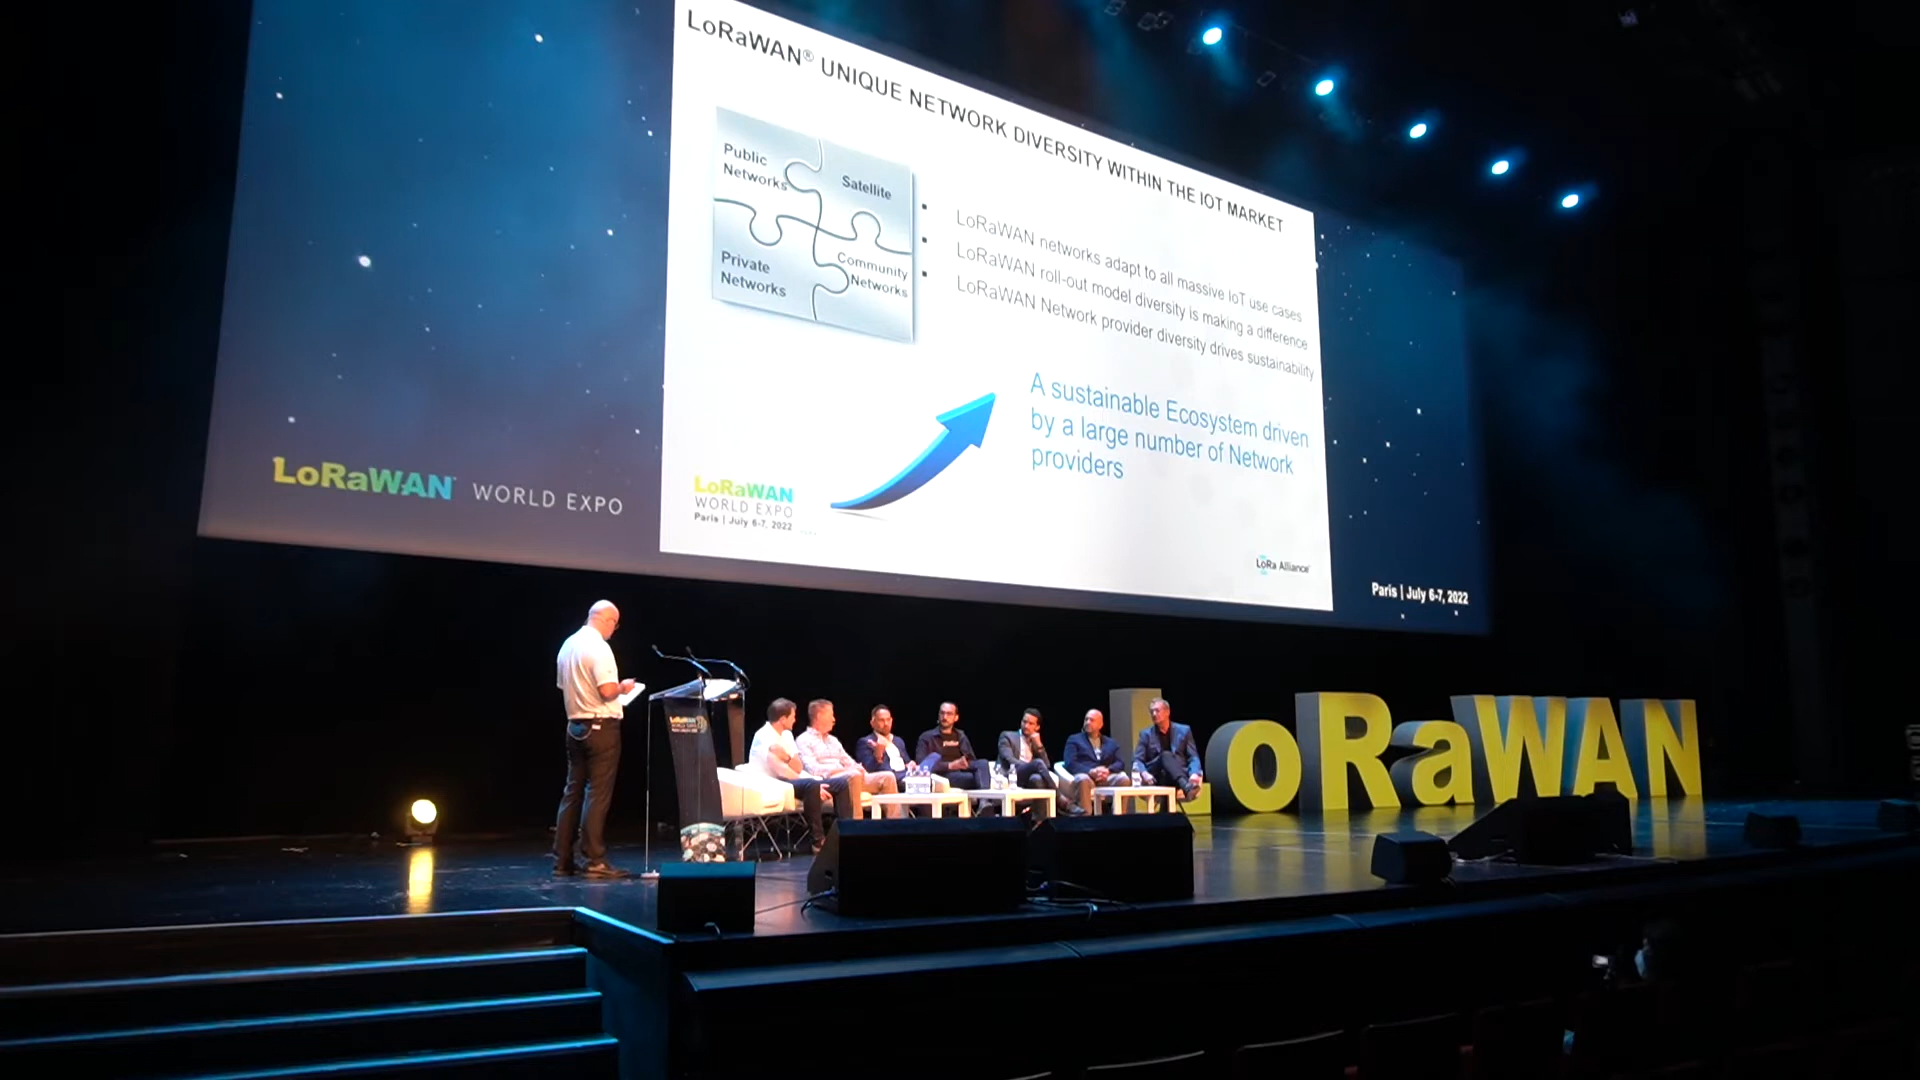 LoRaWAN® UNIQUE NETWORK DIVERSITY WITHIN THE IOT MARKET
Public
Networks
Satellite
Private
Networks
Community
Networks
LoRaWAN networks adapt to all massive IoT use cases
LoRaWAN roll-out model diversity is making a difference
LoRaWAN Network provider diversity drives sustainability
A sustainable Ecosystem driven
by a large number of Network
providers
LoRaWAN
WORLD EXPO
Paris | July 6-7, 2022
LoRa Alliance
LoRaWAN WORLD EXPO
Paris | July 6-7, 2022
LoRaWAN
LoRaWAN